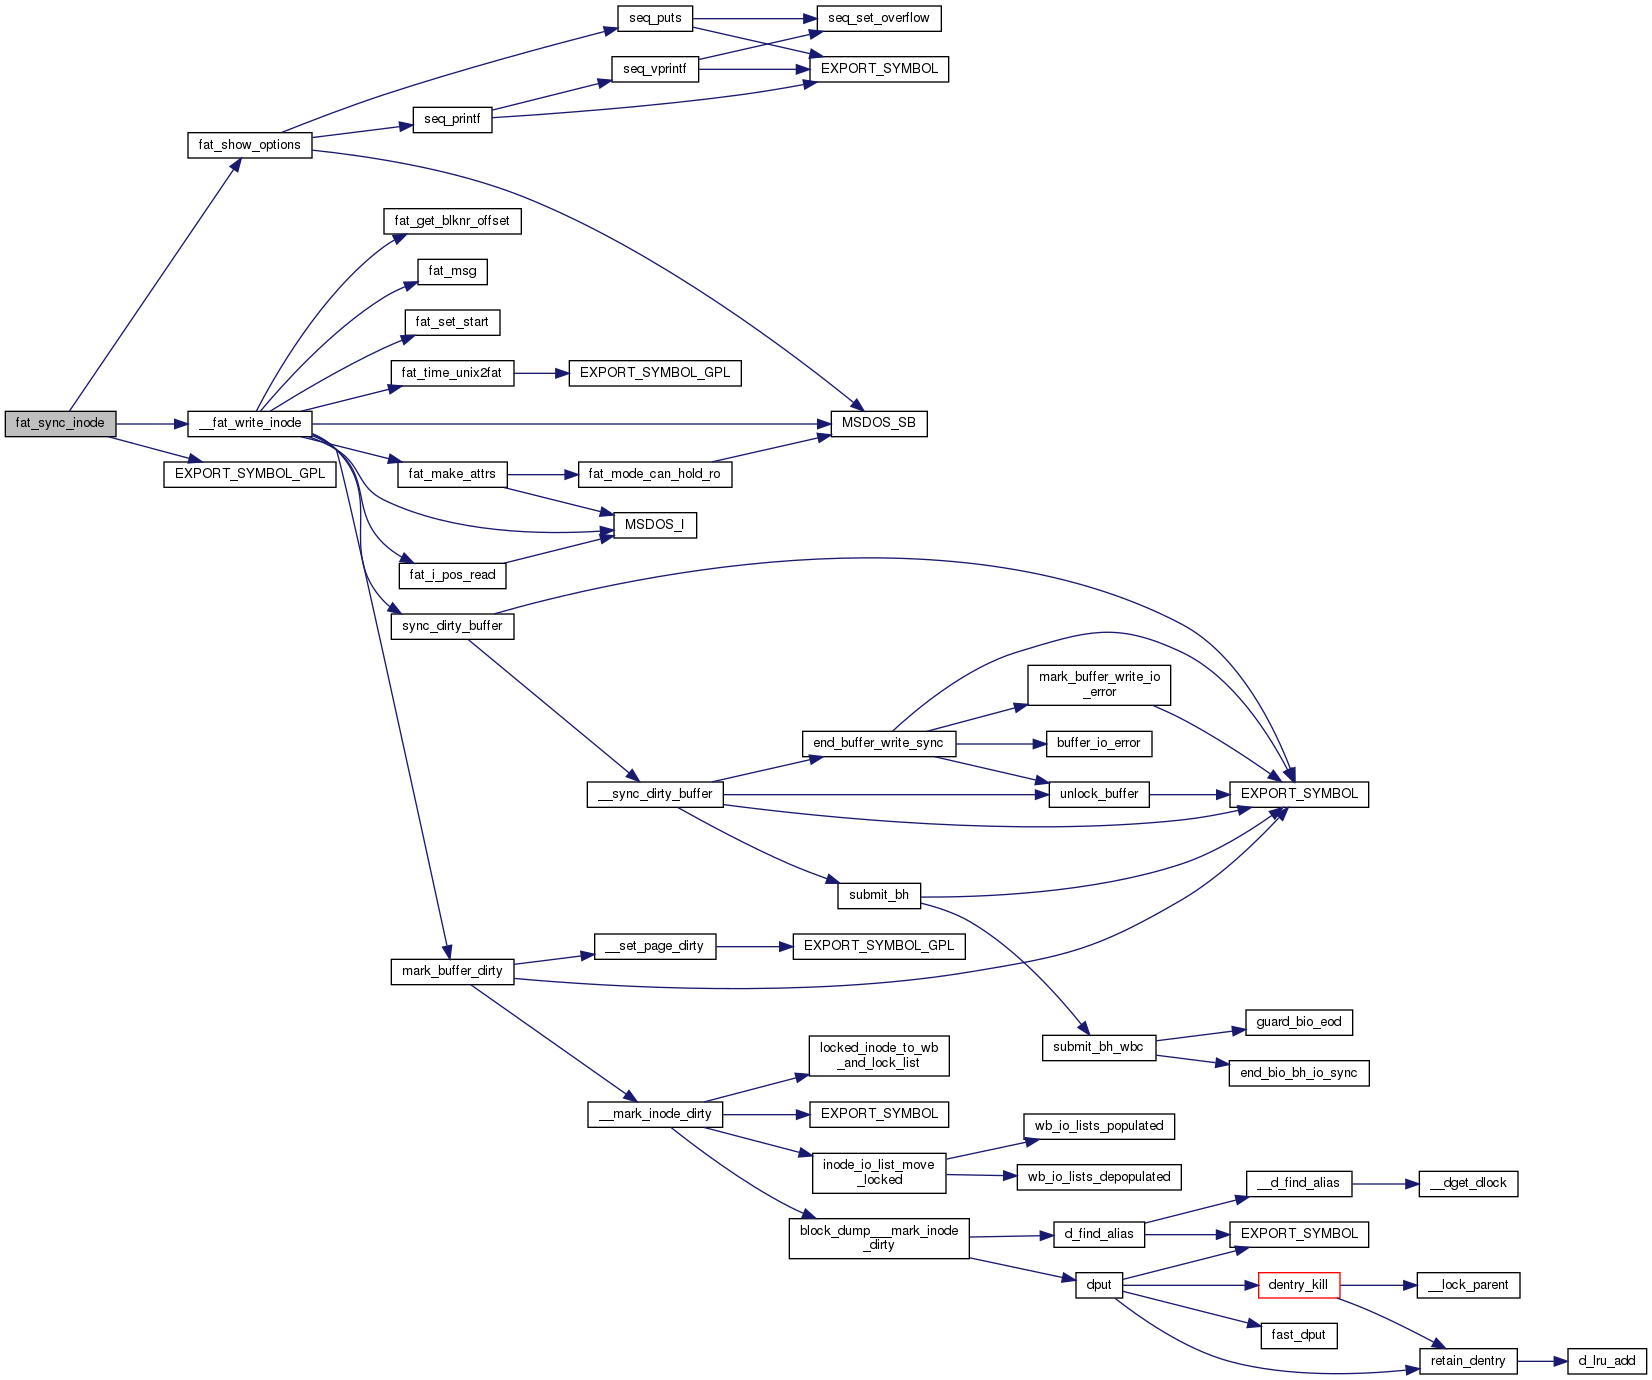 seq_puts
seq_set_overflow
seq_vprintf
EXPORT_SYMBOL
seq_printf
fat_show_options
fat_get_blknr_offset
fat_msg
fat_set_start
fat_time_unix2fat
EXPORT_SYMBOL_GPL
fat_sync_inode
__fat_write_inode
MSDOS_SB
EXPORT_SYMBOL_GPL
fat_make_attrs
fat_mode_can_hold_ro
MSDOS_I
fat_i_pos_read
sync_dirty_buffer
mark_buffer_write_io
_error
end_buffer_write_sync
buffer_io_error
__sync_dirty_buffer
unlock_buffer
EXPORT_SYMBOL
submit_bh
__set_page_dirty
EXPORT_SYMBOL_GPL
mark_buffer_dirty
guard_bio_eod
submit_bh_wbc
locked_inode_to_wb
_and_lock_list
end_bio_bh_io_sync
__mark_inode_dirty
EXPORT_SYMBOL
wb_io_lists_populated
inode_io_list_move
_locked
wb_io_lists_depopulated
__d_find_alias
__dget_dlock
block_dump___mark_inode
_dirty
d_find_alias
EXPORT_SYMBOL
dput
dentry_kill
__lock_parent
fast_dput
retain_dentry
d_lru_add